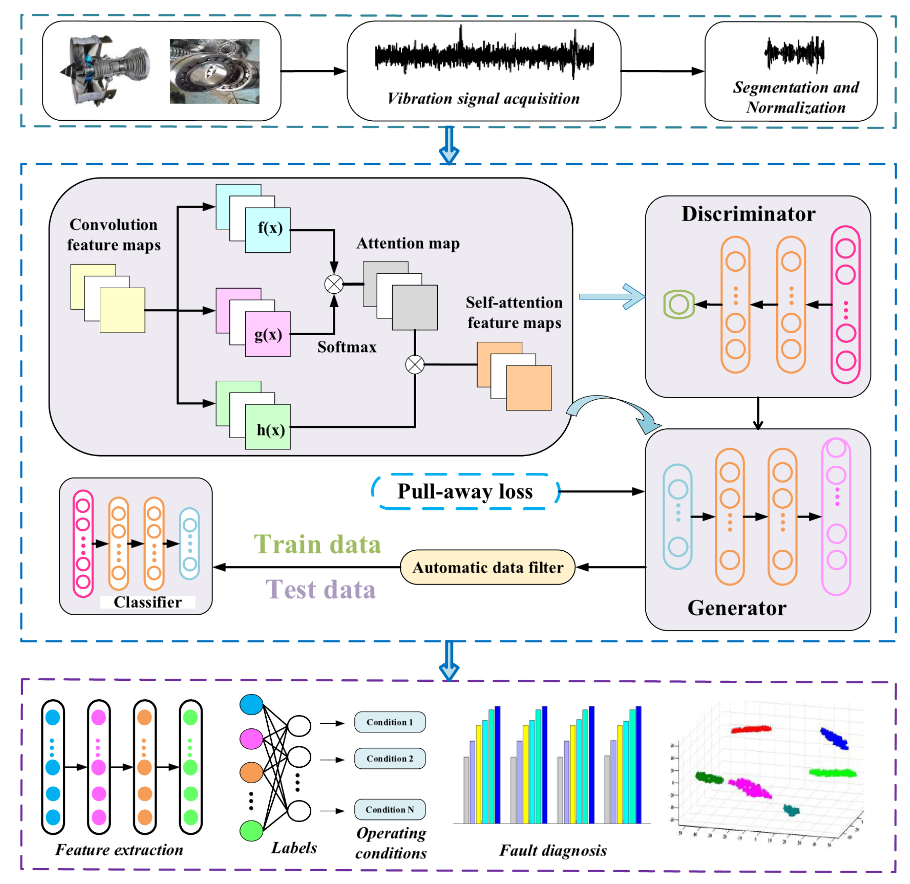 Vibration signal acquisition
Segmentation and
Normalization
Convolution
feature maps
f(x)
g(x)
h(x)
Attention map
Softmax
Self-attention
feature maps
Discriminator
Pull-away loss
Generator
Automatic data filter
Train data
Test data
Classifier
Feature extraction
Labels
Condition 1
Condition 2
Condition N
Operating
conditions
Fault diagnosis